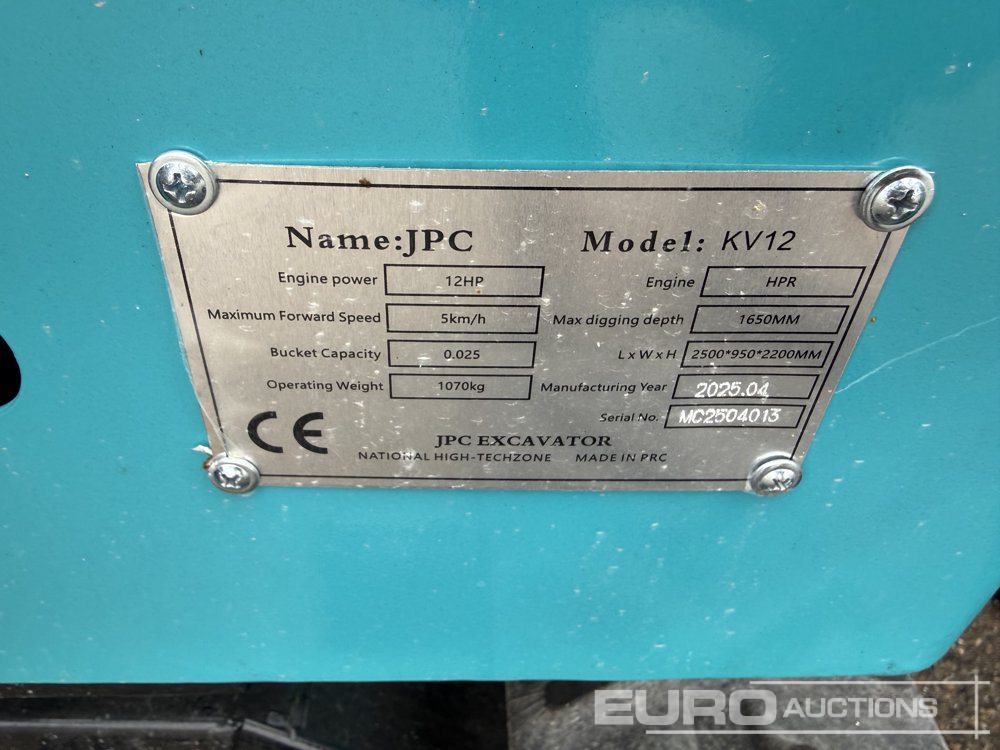 Name:JPC Model: KV12
Engine power 12HP Engine HPR
Maximum Forward Speed 5km/h Max digging depth 1650MM
Bucket Capacity 0.025 LxWxH 2500*950*2200MM
Operating Weight 1070kg Manufacturing Year 2025.04
Serial No. MC2504013
CE
JPC EXCAVATOR
NATIONAL HIGH-TECHZONE MADE IN PRC
EURO AUCTIONS